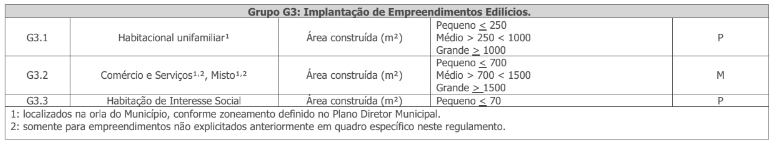 Grupo G3: Implantação de Empreendimentos Edilícios.
G3.1 Habitacional unifamiliar¹ Área construída (m²) Pequeno < 250 Médio > 250 < 1000 Grande > 1000 P
G3.2 Comércio e Serviços¹·², Misto¹·² Área construída (m²) Pequeno < 700 Médio > 700 < 1500 Grande > 1500 M
G3.3 Habitação de Interesse Social Área construída (m²) Pequeno < 70 P
1: localizados na oria do Município, conforme zoneamento definido no Plano Diretor Municipal.
2: somente para empreendimentos não explicitados anteriormente em quadro específico neste regulamento.